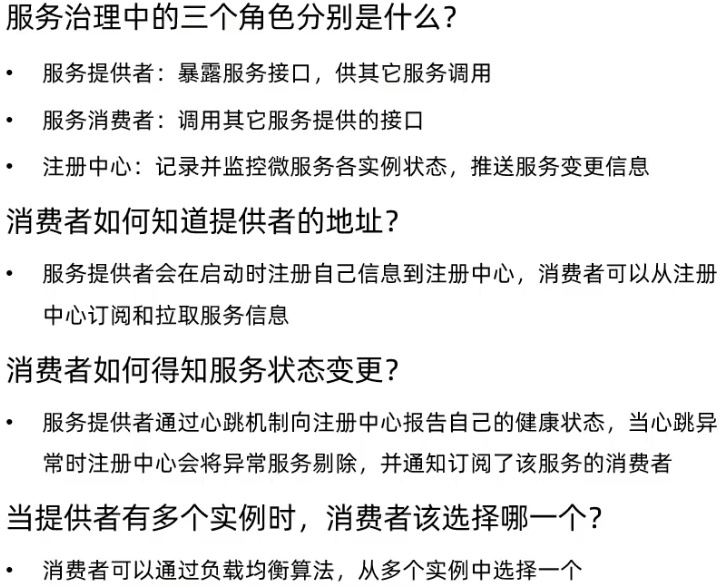 服务治理中的三个角色分别是什么？
• 服务提供者：暴露服务接口，供其它服务调用
• 服务消费者：调用其它服务提供的接口
• 注册中心：记录并监控微服务各实例状态，推送服务变更信息
消费者如何知道提供者的地址？
• 服务提供者会在启动时注册自己信息到注册中心，消费者可以从注册
中心订阅和拉取服务信息
消费者如何得知服务状态变更？
• 服务提供者通过心跳机制向注册中心报告自己的健康状态，当心跳异
常时注册中心会将异常服务剔除，并通知订阅了该服务的消费者
当提供者有多个实例时，消费者该选择哪一个？
• 消费者可以通过负载均衡算法，从多个实例中选择一个